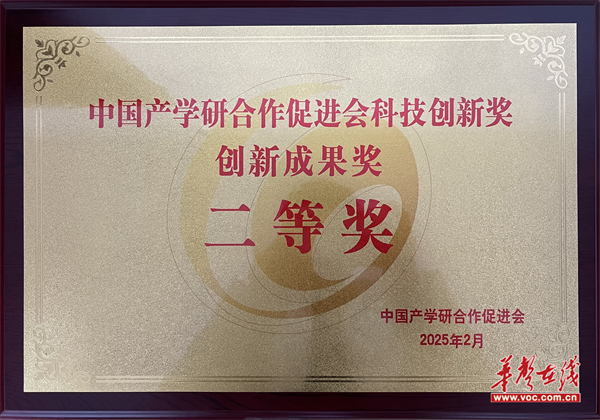 中国产学研合作促进会科技创新奖
创新成果奖
二等奖
中国产学研合作促进会
2025年2月
华声在线
www.voc.com.cn